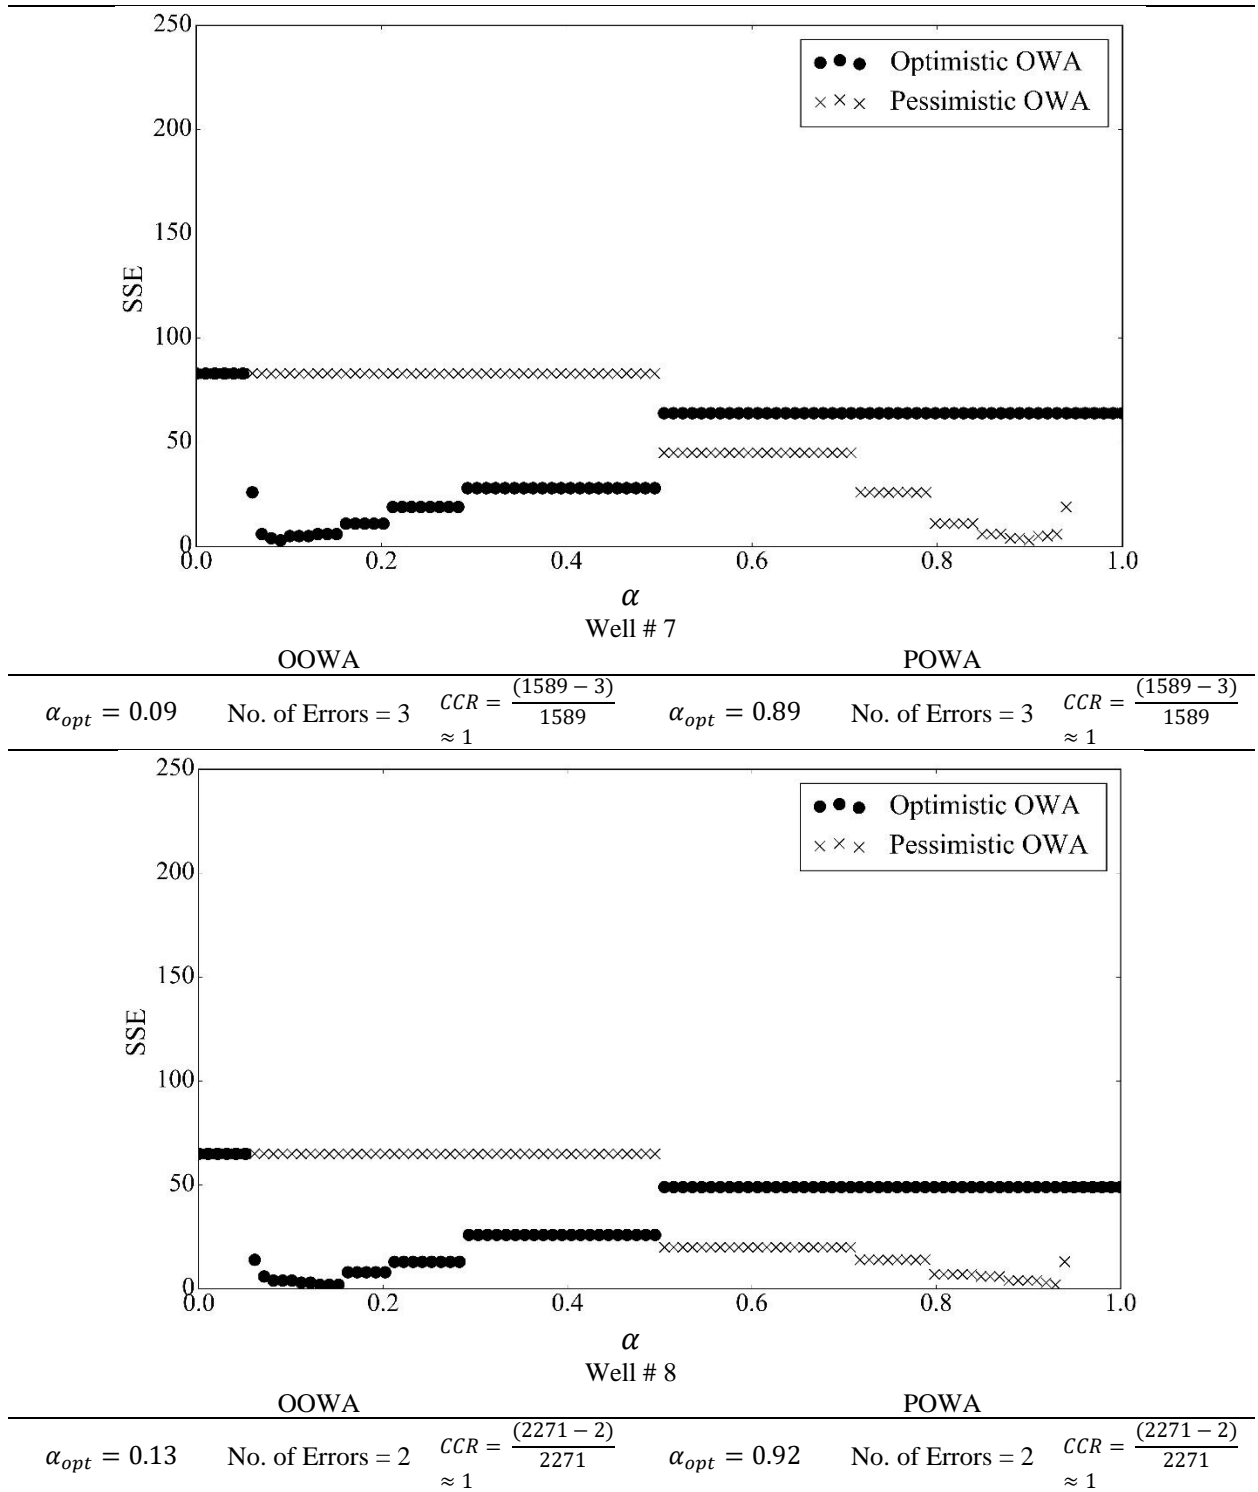 250
200
150
100
50
0
SSE
Optimistic OWA
Pessimistic OWA
0.0 0.2 0.4 0.6 0.8 1.0
α
Well # 7
OOWA POWA
α_opt = 0.09 No. of Errors = 3 CCR = (1589 − 3)/1589 ≈ 1 α_opt = 0.89 No. of Errors = 3 CCR = (1589 − 3)/1589 ≈ 1
250
200
150
100
50
0
SSE
Optimistic OWA
Pessimistic OWA
0.0 0.2 0.4 0.6 0.8 1.0
α
Well # 8
OOWA POWA
α_opt = 0.13 No. of Errors = 2 CCR = (2271 − 2)/2271 ≈ 1 α_opt = 0.92 No. of Errors = 2 CCR = (2271 − 2)/2271 ≈ 1